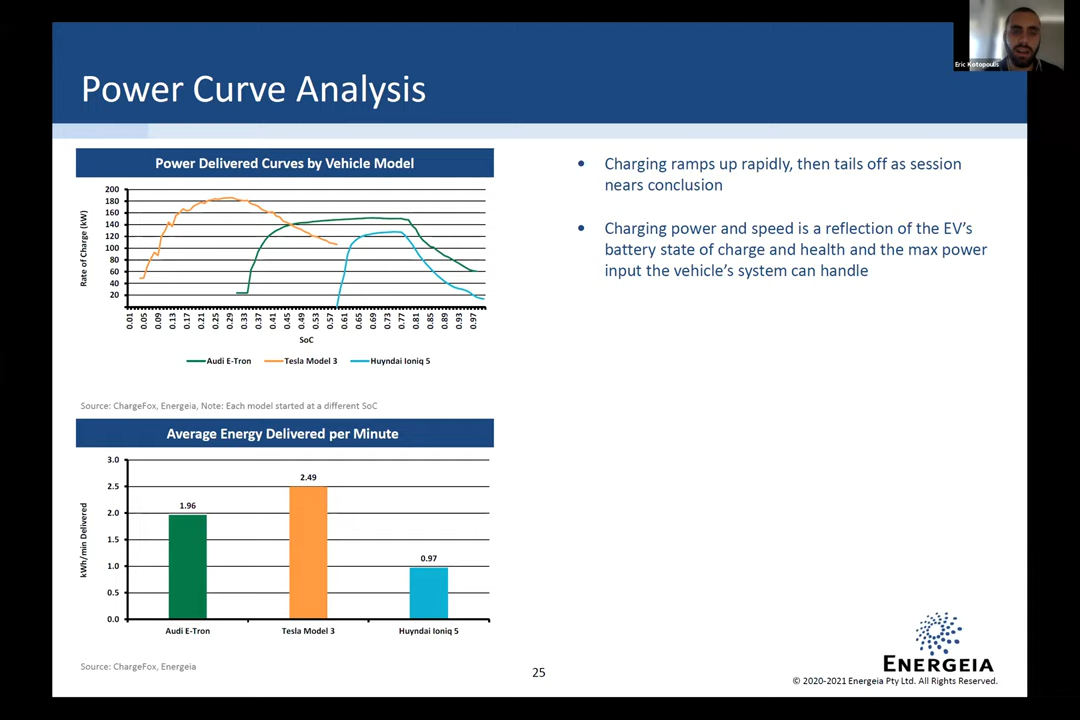 Eric Kotopoulis
Power Curve Analysis
Power Delivered Curves by Vehicle Model
Rate of Charge (kW)
200
180
160
140
120
100
80
60
40
20
0.01 0.05 0.09 0.13 0.17 0.21 0.25 0.29 0.33 0.37 0.41 0.45 0.49 0.53 0.57 0.61 0.65 0.69 0.73 0.77 0.81 0.85 0.89 0.93 0.97
SoC
Audi E-Tron Tesla Model 3 Huyndai Ioniq 5
Source: ChargeFox, Energeia, Note: Each model started at a different SoC
Average Energy Delivered per Minute
kWh/min Delivered
3.0
2.5
2.0
1.5
1.0
0.5
0.0
1.96
2.49
0.97
Audi E-Tron Tesla Model 3 Huyndai Ioniq 5
Source: ChargeFox, Energeia
• Charging ramps up rapidly, then tails off as session
nears conclusion
• Charging power and speed is a reflection of the EV's
battery state of charge and health and the max power
input the vehicle's system can handle
25
ENERGEIA
© 2020-2021 Energeia Pty Ltd. All Rights Reserved.